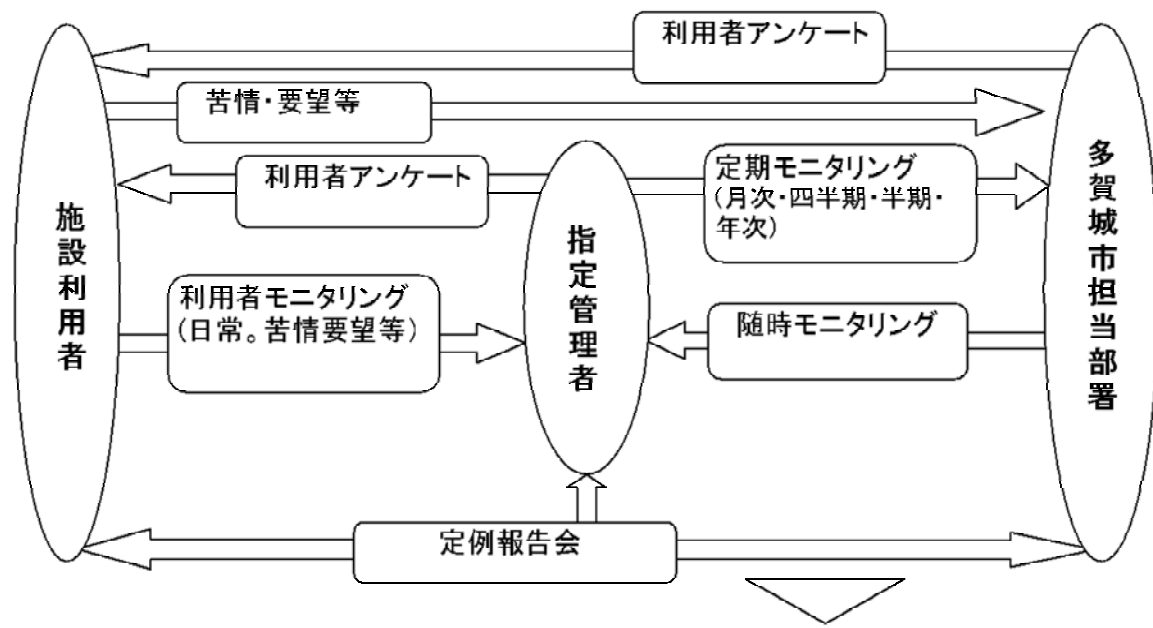 利用者アンケート
苦情・要望等
利用者アンケート
定期モニタリング
(月次・四半期・半期・
年次)
施設利用者
指定管理者
多賀城市担当部署
利用者モニタリング
(日常。苦情要望等)
随時モニタリング
定例報告会